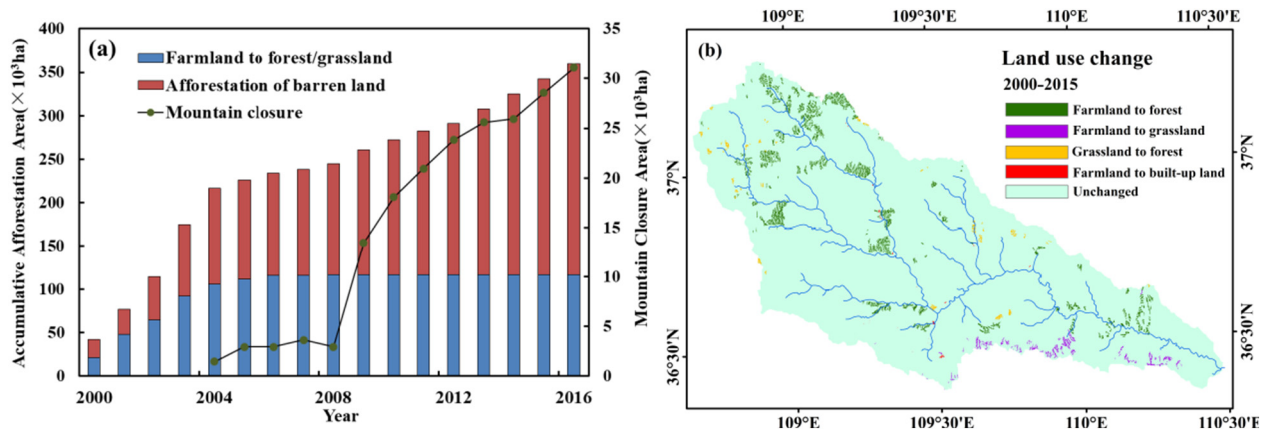 (a)
Farmland to forest/grassland
Afforestation of barren land
Mountain closure
Accumulative Afforestation Area(×10³ha)
400
350
300
250
200
150
100
50
0
Mountain Closure Area(×10³ha)
35
30
25
20
15
10
5
0
2000 2004 2008 2012 2016
Year
109°E 109°30'E 110°E 110°30'E
(b)
Land use change
2000-2015
Farmland to forest
Farmland to grassland
Grassland to forest
Farmland to built-up land
Unchanged
37°N
36°30'N
37°N
36°30'N
109°E 109°30'E 110°E 110°30'E